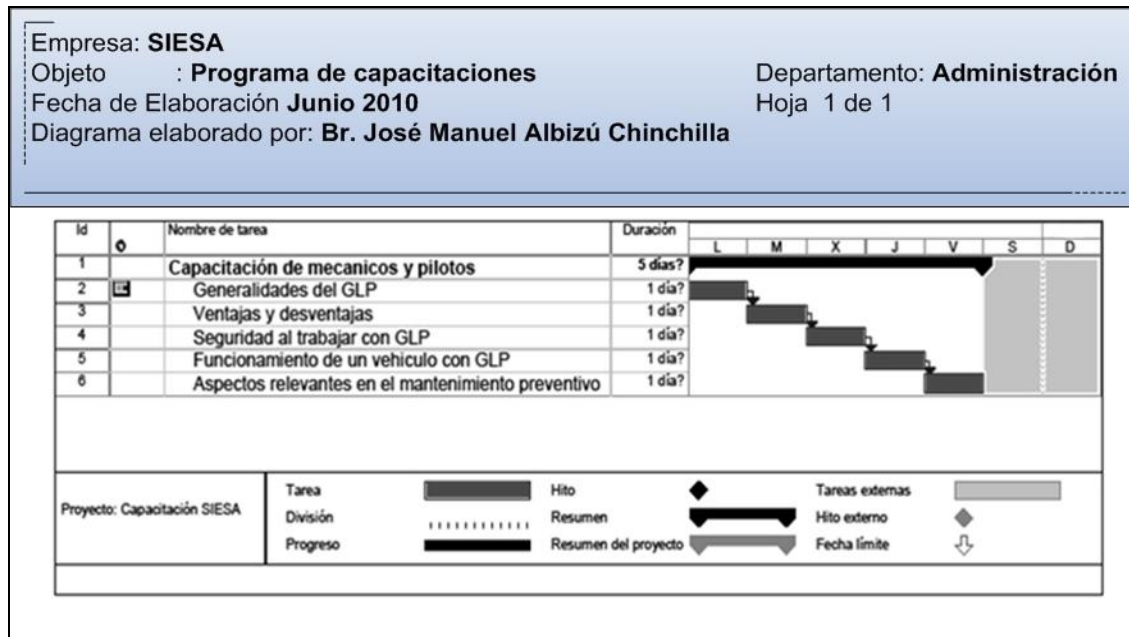 Empresa: SIESA
Objeto : Programa de capacitaciones Departamento: Administración
Fecha de Elaboración Junio 2010 Hoja 1 de 1
Diagrama elaborado por: Br. José Manuel Albizú Chinchilla
Id Nombre de tarea Duración
L M X J V S D
1 Capacitación de mecanicos y pilotos 5 días?
2 Generalidades del GLP 1 día?
3 Ventajas y desventajas 1 día?
4 Seguridad al trabajar con GLP 1 día?
5 Funcionamiento de un vehiculo con GLP 1 día?
6 Aspectos relevantes en el mantenimiento preventivo 1 día?
Proyecto: Capacitación SIESA
Tarea Hito Tareas externas
División Resumen Hito externo
Progreso Resumen del proyecto Fecha límite